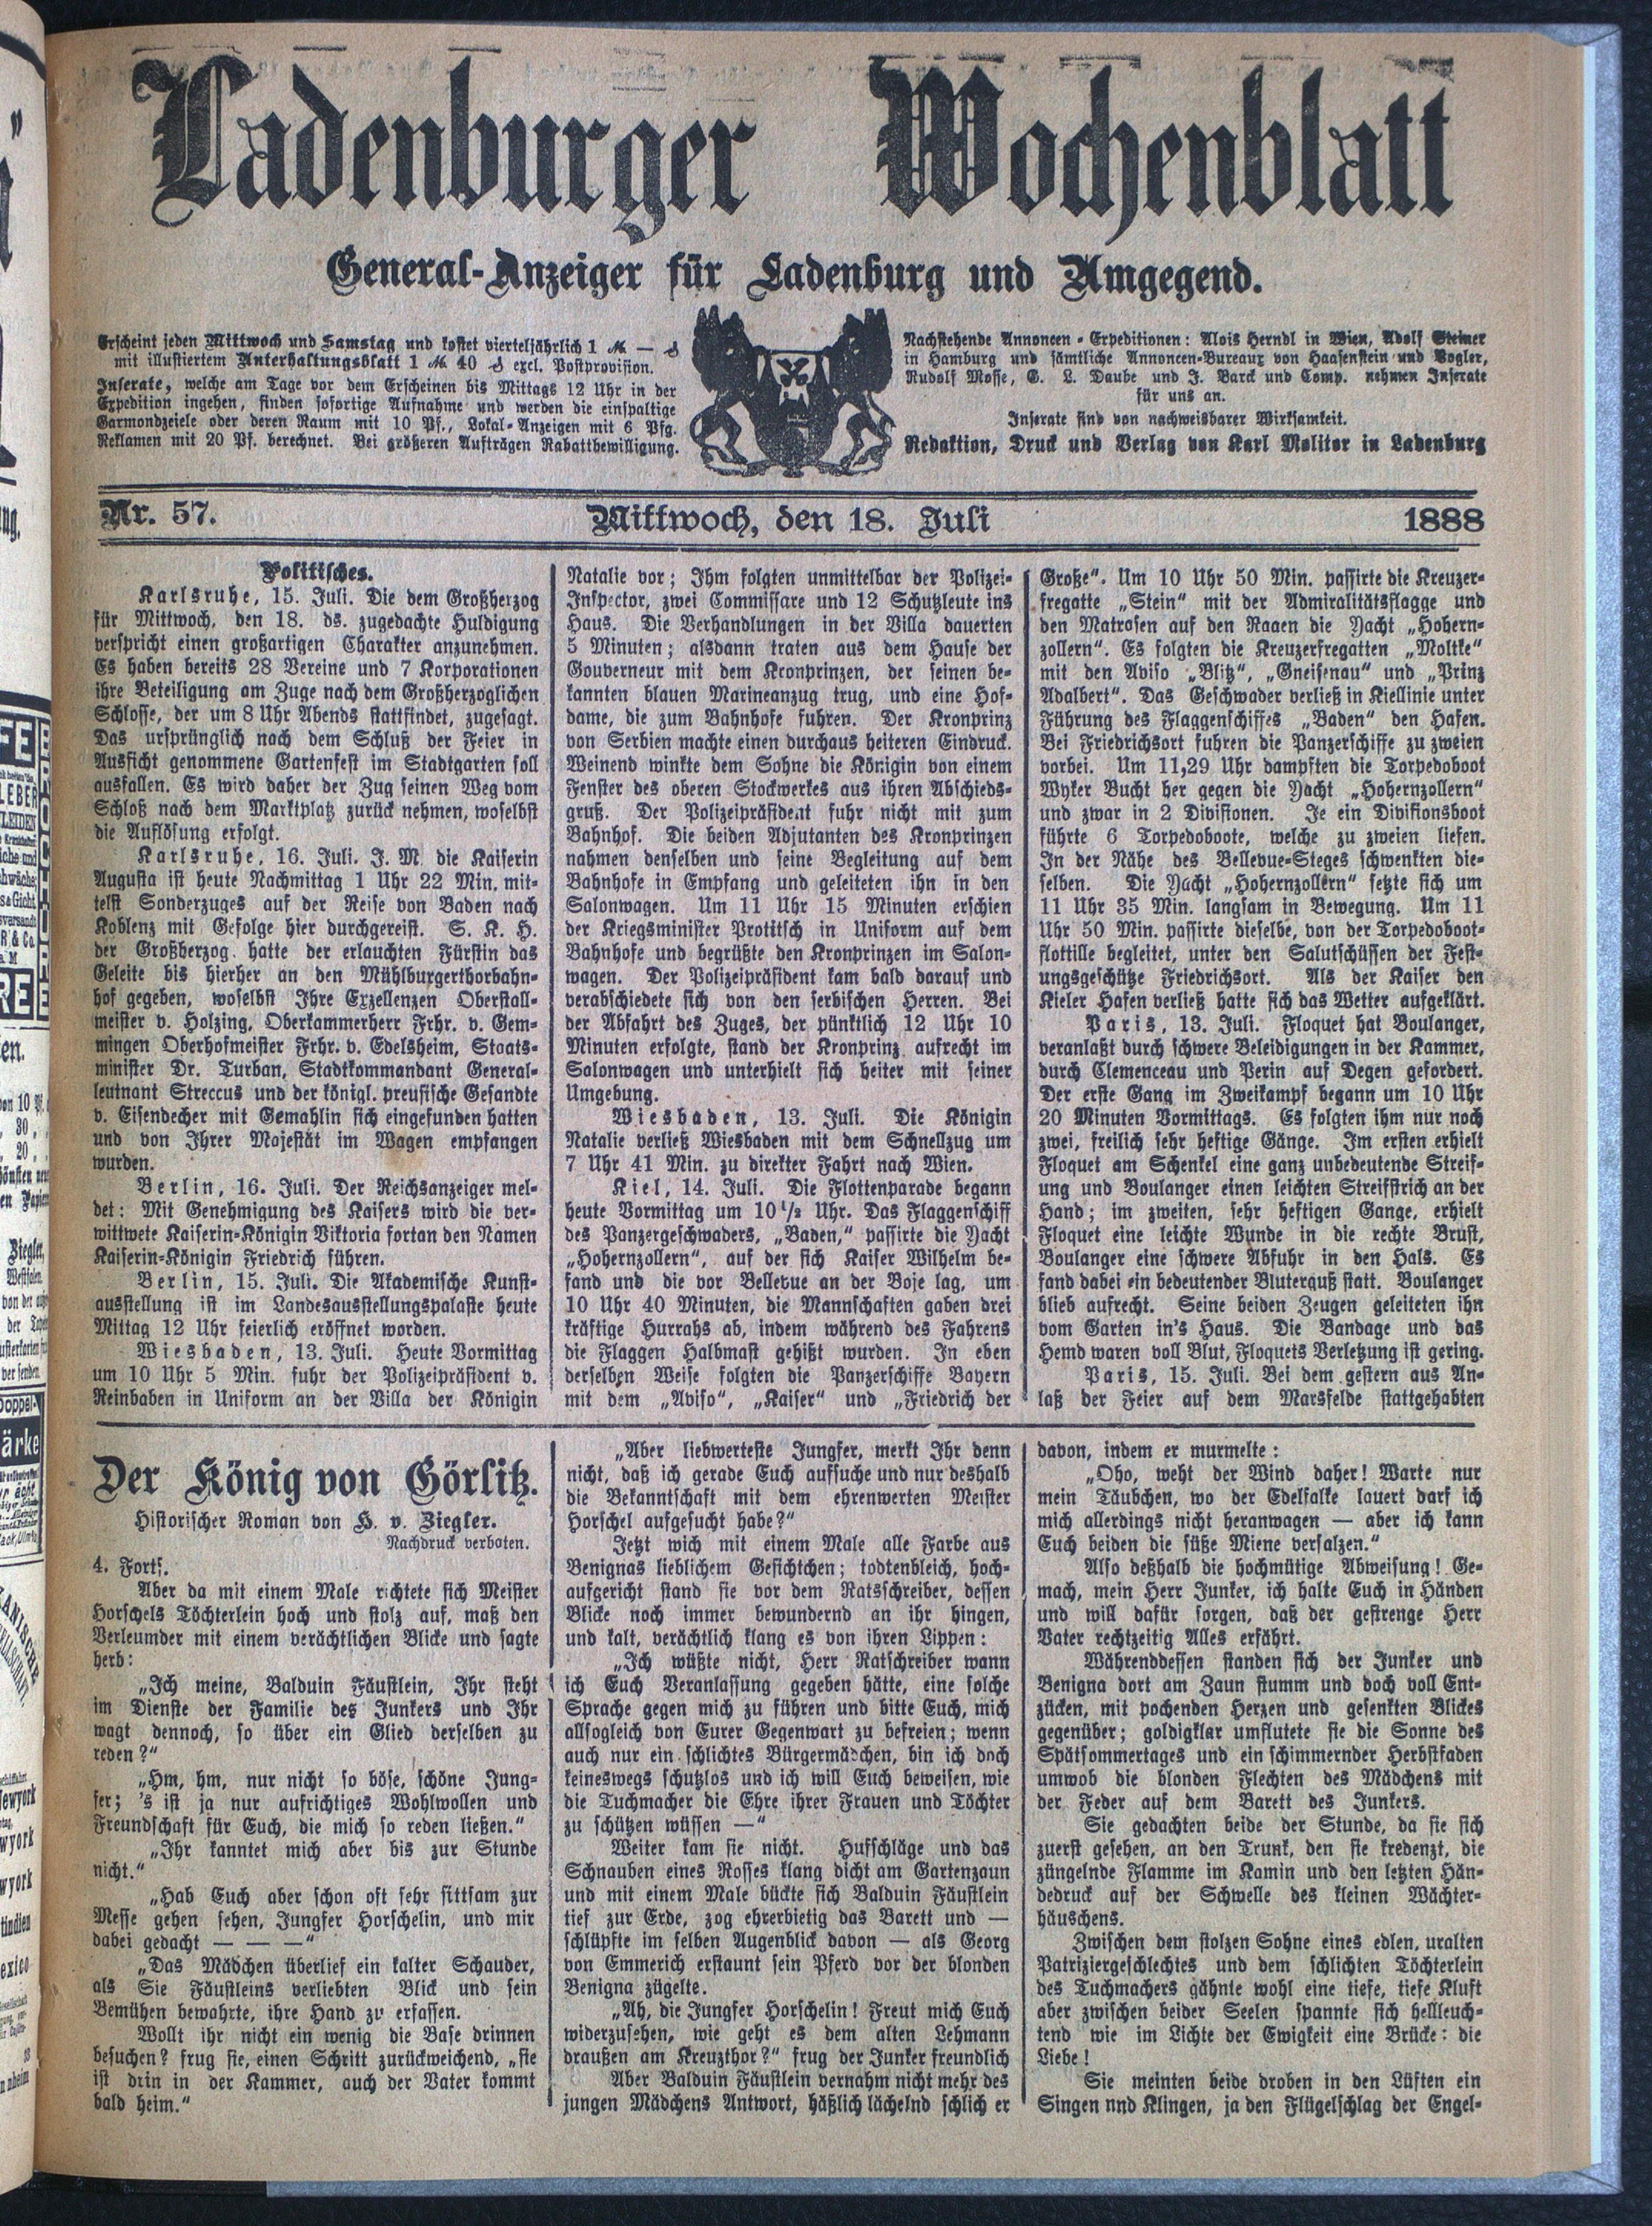 Ladenburger Wochenblatt
General-Anzeiger für Ladenburg und Umgegend.
Erscheint jeden Mittwoch und Samstag und kostet vierteljährlich 1 ℳ — ₰
mit illustiertem Unterhaltungsblatt 1 ℳ 40 ₰ excl. Postprovision.
Inserate, welche am Tage vor dem Erscheinen bis Mittags 12 Uhr in der
Expedition ingehen, finden sofortige Aufnahme und werden die einspaltige
Garmondzeiele oder deren Raum mit 10 Pf., Lokal-Anzeigen mit 6 Pfg.
Reklamen mit 20 Pf. berechnet. Bei größeren Aufträgen Rabattbewilligung.
Nachstehende Annoncen-Expeditionen: Alois Herndl in Wien, Adolf Steiner
in Hamburg und sämtliche Annoncen-Bureaux von Haasenstein und Vogler,
Rudolf Mosse, G. L. Daube und J. Barck und Comp. nehmen Inserate
für uns an.
Inserate sind von nachweisbarer Wirksamkeit.
Redaktion, Druck und Verlag von Karl Molitor in Ladenburg
Nr. 57.
Mittwoch, den 18. Juli
1888
Politisches.
Karlsruhe, 15. Juli. Die dem Großherzog
für Mittwoch, den 18. ds. zugedachte Huldigung
verspricht einen großartigen Charakter anzunehmen.
Es haben bereits 28 Vereine und 7 Korporationen
ihre Beteiligung am Zuge nach dem Großherzoglichen
Schlosse, der um 8 Uhr Abends stattfindet, zugesagt.
Das ursprünglich nach dem Schluß der Feier in
Aussicht genommene Gartenfest im Stadtgarten soll
ausfallen. Es wird daher der Zug seinen Weg vom
Schloß nach dem Marktplatz zurück nehmen, woselbst
die Auflösung erfolgt.
Karlsruhe, 16. Juli. J. M. die Kaiserin
Augusta ist heute Nachmittag 1 Uhr 22 Min. mit-
telst Sonderzuges auf der Reise von Baden nach
Koblenz mit Gefolge hier durchgereist. S. K. H.
der Großherzog hatte der erlauchten Fürstin das
Geleite bis hierher an den Mühlburgerthorbahn-
hof gegeben, woselbst Ihre Exzellenzen Oberstall-
meister v. Holzing, Oberkammerherr Frhr. v. Gem-
mingen Oberhofmeister Frhr. v. Edelsheim, Staats-
minister Dr. Turban, Stadtkommandant General-
leutnant Streccus und der königl. preusische Gesandte
v. Eisendecher mit Gemahlin sich eingefunden hatten
und von Ihrer Majestät im Wagen empfangen
wurden.
Berlin, 16. Juli. Der Reichsanzeiger mel-
det: Mit Genehmigung des Kaisers wird die ver-
wittwete Kaiserin-Königin Viktoria fortan den Namen
Kaiserin-Königin Friedrich führen.
Berlin, 15. Juli. Die Akademische Kunst-
ausstellung ist im Landesausstellungspalaste heute
Mittag 12 Uhr feierlich eröffnet worden.
Wiesbaden, 13. Juli. Heute Vormittag
um 10 Uhr 5 Min. fuhr der Polizeipräsident v.
Reinbaben in Uniform an der Villa der Königin
Natalie vor; Ihm folgten unmittelbar der Polizei-
Inspector, zwei Commissare und 12 Schutzleute ins
Haus. Die Verhandlungen in der Villa dauerten
5 Minuten; alsdann traten aus dem Hause der
Gouverneur mit dem Kronprinzen, der seinen be-
kannten blauen Marineanzug trug, und eine Hof-
dame, die zum Bahnhofe fuhren. Der Kronprinz
von Serbien machte einen durchaus heiteren Eindruck.
Weinend winkte dem Sohne die Königin von einem
Fenster des oberen Stockwerkes aus ihren Abschieds-
gruß. Der Polizeipräsident fuhr nicht mit zum
Bahnhof. Die beiden Adjutanten des Kronprinzen
nahmen denselben und seine Begleitung auf dem
Bahnhofe in Empfang und geleiteten ihn in den
Salonwagen. Um 11 Uhr 15 Minuten erschien
der Kriegsminister Protitsch in Uniform auf dem
Bahnhofe und begrüßte den Kronprinzen im Salon-
wagen. Der Polizeipräsident kam bald darauf und
verabschiedete sich von den serbischen Herren. Bei
der Abfahrt des Zuges, der pünktlich 12 Uhr 10
Minuten erfolgte, stand der Kronprinz aufrecht im
Salonwagen und unterhielt sich heiter mit seiner
Umgebung.
Wiesbaden, 13. Juli. Die Königin
Natalie verließ Wiesbaden mit dem Schnellzug um
7 Uhr 41 Min. zu direkter Fahrt nach Wien.
Kiel, 14. Juli. Die Flottenparade begann
heute Vormittag um 10½ Uhr. Das Flaggenschiff
des Panzergeschwaders, „Baden,“ passirte die Yacht
„Hohernzollern“, auf der sich Kaiser Wilhelm be-
fand und die vor Bellevue an der Boje lag, um
10 Uhr 40 Minuten, die Mannschaften gaben drei
kräftige Hurrahs ab, indem während des Fahrens
die Flaggen Halbmast gehißt wurden. In eben
derselben Weise folgten die Panzerschiffe Bayern
mit dem „Aviso“, „Kaiser“ und „Friedrich der
Große“. Um 10 Uhr 50 Min. passirte die Kreuzer-
fregatte „Stein“ mit der Admiralitätsflagge und
den Matrosen auf den Raaen die Yacht „Hohern-
zollern“. Es folgten die Kreuzerfregatten „Moltke“
mit den Aviso „Blitz“, „Gneisenau“ und „Prinz
Adalbert“. Das Geschwader verließ in Kiellinie unter
Führung des Flaggenschiffes „Baden“ den Hafen.
Bei Friedrichsort fuhren die Panzerschiffe zu zweien
vorbei. Um 11,29 Uhr dampften die Torpedoboot
Wyker Bucht her gegen die Yacht „Hohernzollern“
und zwar in 2 Divisionen. Je ein Divisionsboot
führte 6 Torpedoboote, welche zu zweien liefen.
In der Nähe des Bellevue-Steges schwenkten die-
selben. Die Yacht „Hohernzollern“ setzte sich um
11 Uhr 35 Min. langsam in Bewegung. Um 11
Uhr 50 Min. passirte dieselbe, von der Torpedoboot-
flottille begleitet, unter den Salutschüssen der Fest-
ungsgeschütze Friedrichsort. Als der Kaiser den
Kieler Hafen verließ hatte sich das Wetter aufgeklärt.
Paris, 13. Juli. Floquet hat Boulanger,
veranlaßt durch schwere Beleidigungen in der Kammer,
durch Clemenceau und Perin auf Degen gefordert.
Der erste Gang im Zweikampf begann um 10 Uhr
20 Minuten Vormittags. Es folgten ihm nur noch
zwei, freilich sehr heftige Gänge. Im ersten erhielt
Floquet am Schenkel eine ganz unbedeutende Streif-
ung und Boulanger einen leichten Streifstrich an der
Hand; im zweiten, sehr heftigen Gange, erhielt
Floquet eine leichte Wunde in die rechte Brust,
Boulanger eine schwere Abfuhr in den Hals. Es
fand dabei ein bedeutender Bluterguß statt. Boulanger
blieb aufrecht. Seine beiden Zeugen geleiteten ihn
vom Garten in's Haus. Die Bandage und das
Hemd waren voll Blut, Floquets Verletzung ist gering.
Paris, 15. Juli. Bei dem gestern aus An-
laß der Feier auf dem Marsfelde stattgehabten
Der König von Görlitz.
Historischer Roman von H. v. Ziegler.
Nachdruck verboten.
4. Forts.
Aber da mit einem Male richtete sich Meister
Horschels Töchterlein hoch und stolz auf, maß den
Verleumder mit einem verächtlichen Blicke und sagte
herb:
„Ich meine, Balduin Fäustlein, Ihr steht
im Dienste der Familie des Junkers und Ihr
wagt dennoch, so über ein Glied derselben zu
reden?“
„Hm, hm, nur nicht so böse, schöne Jung-
fer; 's ist ja nur aufrichtiges Wohlwollen und
Freundschaft für Euch, die mich so reden ließen.“
„Ihr kanntet mich aber bis zur Stunde
nicht.“
„Hab Euch aber schon oft sehr sittsam zur
Messe gehen sehen, Jungfer Horschelin, und mir
dabei gedacht — — —“
„Das Mädchen überlief ein kalter Schauder,
als Sie Fäustleins verliebten Blick und sein
Bemühen bewahrte, ihre Hand zu erfassen.
Wollt ihr nicht ein wenig die Base drinnen
besuchen? frug sie, einen Schritt zurückweichend, „sie
ist drin in der Kammer, auch der Vater kommt
bald heim.“
„Aber liebwerteste Jungfer, merkt Ihr denn
nicht, daß ich gerade Euch aufsuche und nur deshalb
die Bekanntschaft mit dem ehrenwerten Meister
Horschel aufgesucht habe?“
Jetzt wich mit einem Male alle Farbe aus
Benignas lieblichem Gesichtchen; todtenbleich, hoch-
aufgericht stand sie vor dem Ratsschreiber, dessen
Blicke noch immer bewundernd an ihr hingen,
und kalt, verächtlich klang es von ihren Lippen:
„Ich wüßte nicht, Herr Ratschreiber wann
ich Euch Veranlassung gegeben hätte, eine solche
Sprache gegen mich zu führen und bitte Euch, mich
allsogleich von Eurer Gegenwart zu befreien; wenn
auch nur ein schlichtes Bürgermädchen, bin ich doch
keineswegs schutzlos und ich will Euch beweisen, wie
die Tuchmacher die Ehre ihrer Frauen und Töchter
zu schützen wüssen —“
Weiter kam sie nicht. Hufschläge und das
Schnauben eines Rosses klang dicht am Gartenzaun
und mit einem Male bückte sich Balduin Fäustlein
tief zur Erde, zog ehrerbietig das Barett und —
schlüpfte im selben Augenblick davon — als Georg
von Emmerich erstaunt sein Pferd vor der blonden
Benigna zügelte.
„Ah, die Jungfer Horschelin! Freut mich Euch
widerzusehen, wie geht es dem alten Lehmann
draußen am Kreuzthor?“ frug der Junker freundlich
Aber Balduin Fäustlein vernahm nicht mehr des
jungen Mädchens Antwort, häßlich lächelnd schlich er
davon, indem er murmelte:
„Oho, weht der Wind daher! Warte nur
mein Täubchen, wo der Edelfalke lauert darf ich
mich allerdings nicht heranwagen — aber ich kann
Euch beiden die süße Miene versalzen.“
Also deßhalb die hochmütige Abweisung! Ge-
mach, mein Herr Junker, ich halte Euch in Händen
und will dafür sorgen, daß der gestrenge Herr
Vater rechtzeitig Alles erfährt.
Währenddessen standen sich der Junker und
Benigna dort am Zaun stumm und doch voll Ent-
zücken, mit pochenden Herzen und gesenkten Blickes
gegenüber; goldigklar umflutete sie die Sonne des
Spätsommertages und ein schimmernder Herbstfaden
umwob die blonden Flechten des Mädchens mit
der Feder auf dem Barett des Junkers.
Sie gedachten beide der Stunde, da sie sich
zuerst gesehen, an den Trunk, den sie kredenzt, die
züngelnde Flamme im Kamin und den letzten Hän-
dedruck auf der Schwelle des kleinen Wächter-
häuschens.
Zwischen dem stolzen Sohne eines edlen, uralten
Patriziergeschlechtes und dem schlichten Töchterlein
des Tuchmachers gähnte wohl eine tiefe, tiefe Kluft
aber zwischen beider Seelen spannte sich hellleuch-
tend wie im Lichte der Ewigkeit eine Brücke: die
Liebe!
Sie meinten beide droben in den Lüften ein
Singen nnd Klingen, ja den Flügelschlag der Engel-